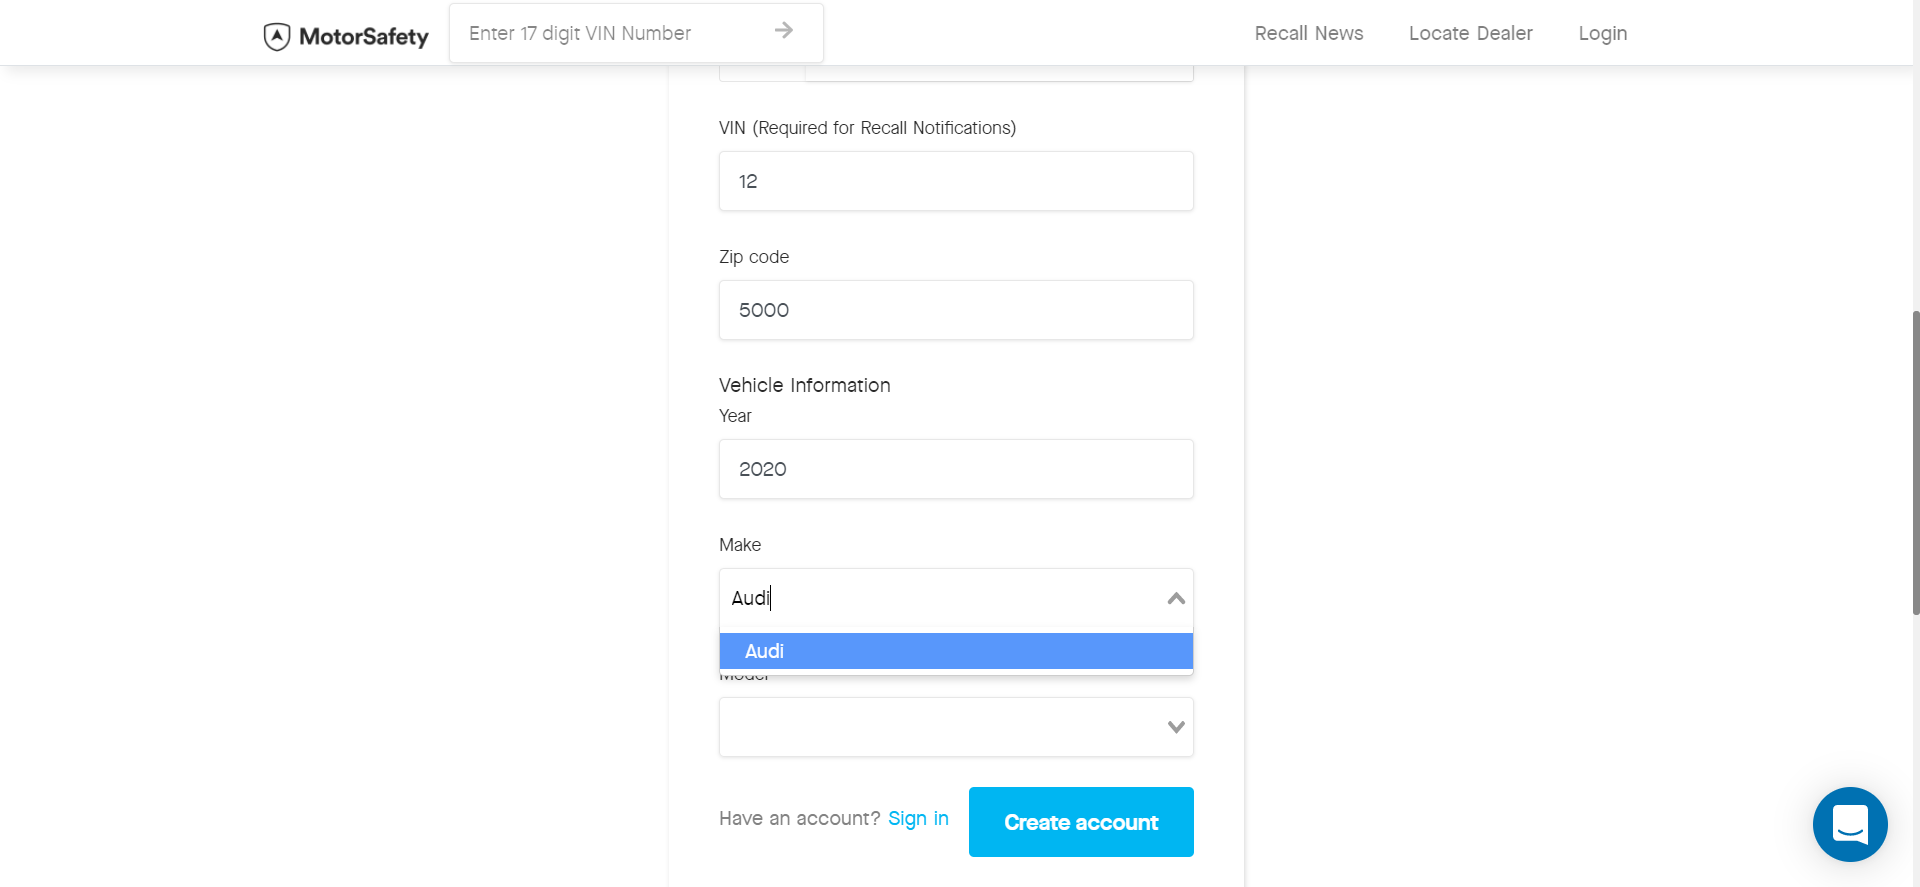 MotorSafety
Enter 17 digit VIN Number
Recall News
Locate Dealer
Login
VIN (Required for Recall Notifications)
12
Zip code
5000
Vehicle Information
Year
2020
Make
Audi
Audi
Model
Have an account? Sign in
Create account